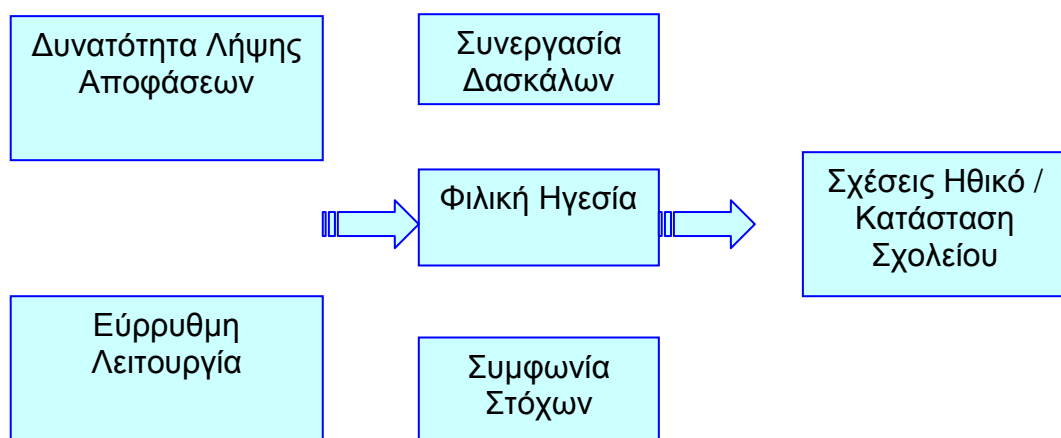 Δυνατότητα Λήψης
Αποφάσεων
Εύρρυθμη
Λειτουργία
Συνεργασία
Δασκάλων
Φιλική Ηγεσία
Συμφωνία
Στόχων
Σχέσεις Ηθικό /
Κατάσταση
Σχολείου